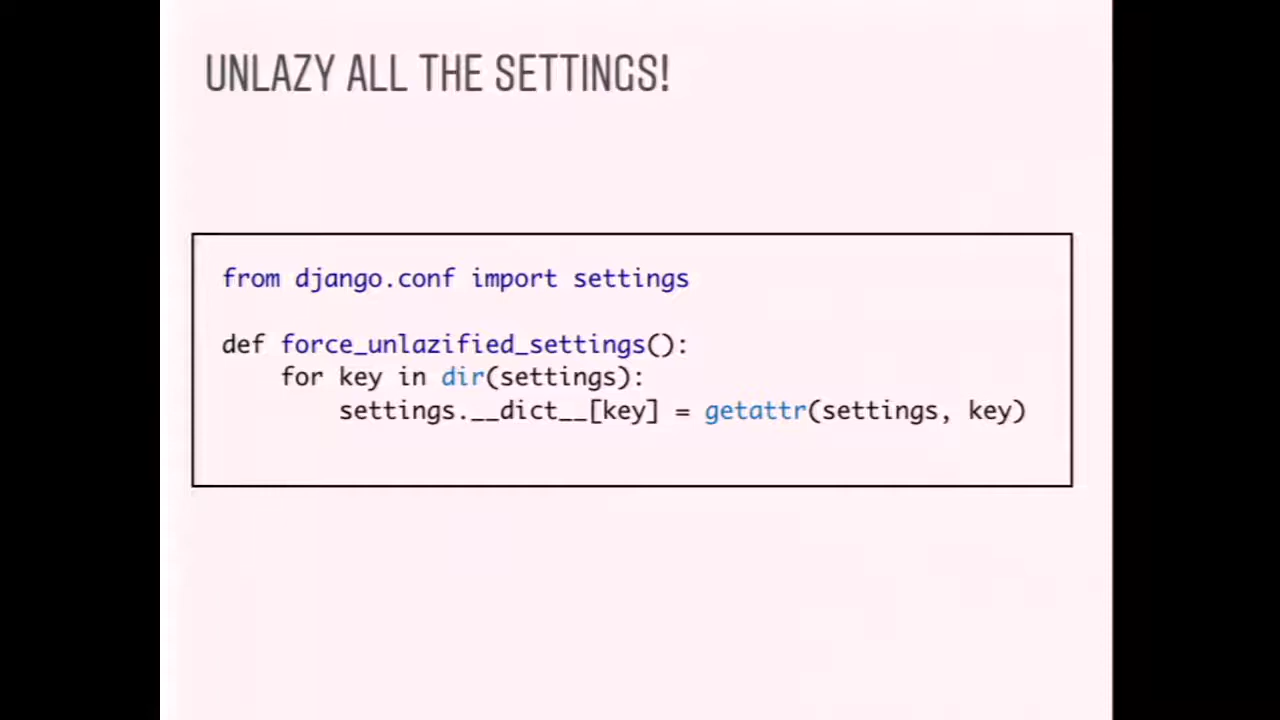 UNLAZY ALL THE SETTINGS!
from django.conf import settings
def force_unlazified_settings():
    for key in dir(settings):
        settings.__dict__[key] = getattr(settings, key)